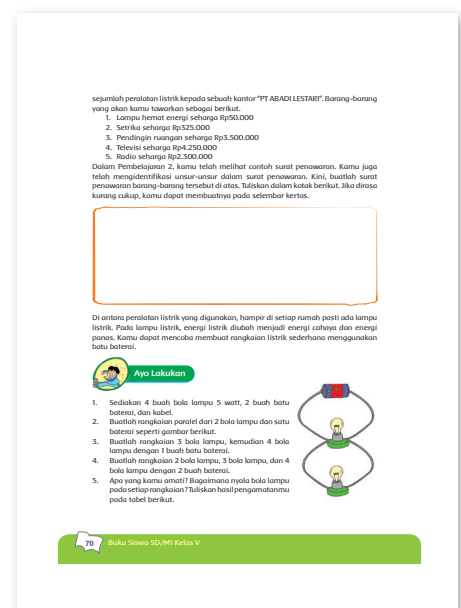 sejumlah peralatan listrik kepada sebuah kantor "PT ABADI LESTARI". Barang-barang
yang akan kamu tawarkan sebagai berikut.
1. Lampu hemat energi seharga Rp50.000
2. Setrika seharga Rp325.000
3. Pendingin ruangan seharga Rp3.500.000
4. Televisi seharga Rp4.250.000
5. Radio seharga Rp2.300.000
Dalam Pembelajaran 2, kamu telah melihat contoh surat penawaran. Kamu juga
telah mengidentifikasi unsur-unsur dalam surat penawaran. Kini, buatlah surat
penawaran barang-barang tersebut di atas. Tuliskan dalam kotak berikut. Jika dirasa
kurang cukup, kamu dapat membuatnya pada selembar kertas.
Di antara peralatan listrik yang digunakan, hampir di setiap rumah pasti ada lampu
listrik. Pada lampu listrik, energi listrik diubah menjadi energi cahaya dan energi
panas. Kamu dapat mencoba membuat rangkaian listrik sederhana menggunakan
batu baterai.
Ayo Lakukan
1. Sediakan 4 buah bola lampu 5 watt, 2 buah batu
baterai, dan kabel.
2. Buatlah rangkaian paralel dari 2 bola lampu dan satu
baterai seperti gambar berikut.
3. Buatlah rangkaian 3 bola lampu, kemudian 4 bola
lampu dengan 1 buah batu baterai.
4. Buatlah rangkaian 2 bola lampu, 3 bola lampu, dan 4
bola lampu dengan 2 buah baterai.
5. Apa yang kamu amati? Bagaimana nyala bola lampu
pada setiap rangkaian? Tuliskan hasil pengamatanmu
pada tabel berikut.
70 Buku Siswa SD/MI Kelas V